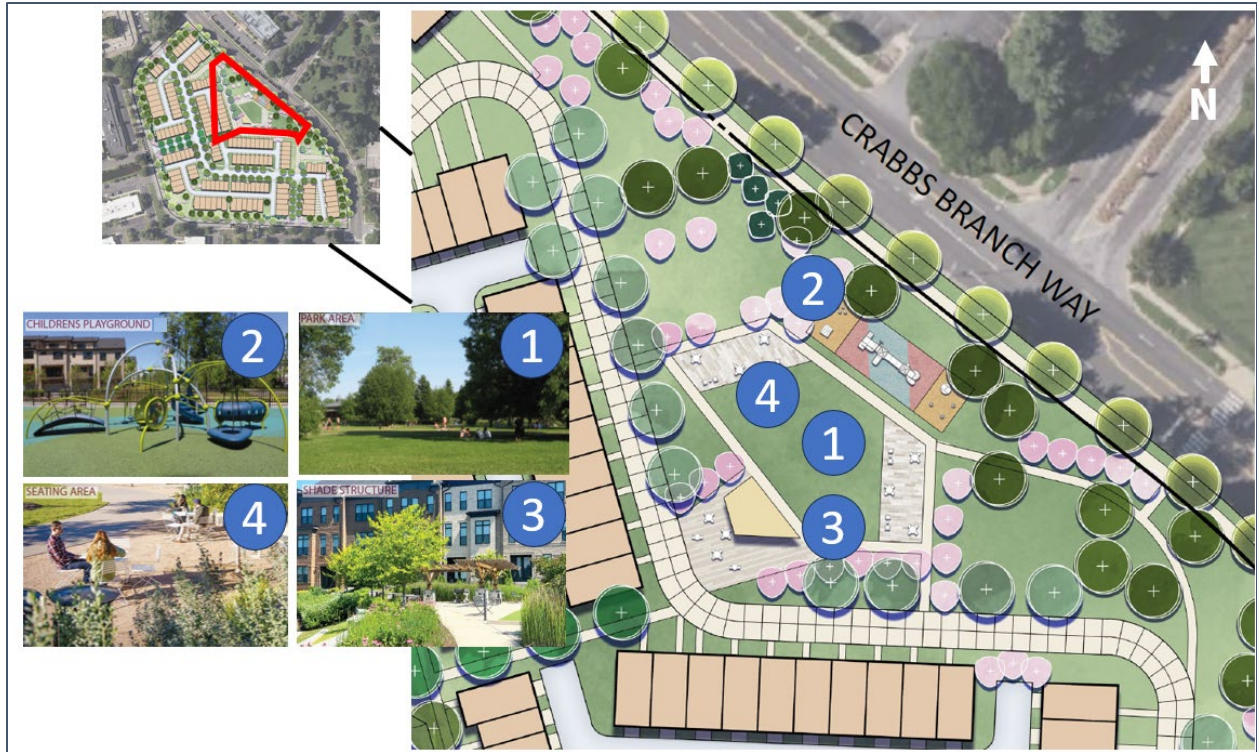 N
CRABBS BRANCH WAY
CHILDRENS PLAYGROUND
2
PARK AREA
1
SEATING AREA
4
SHADE STRUCTURE
3
2
4
1
3